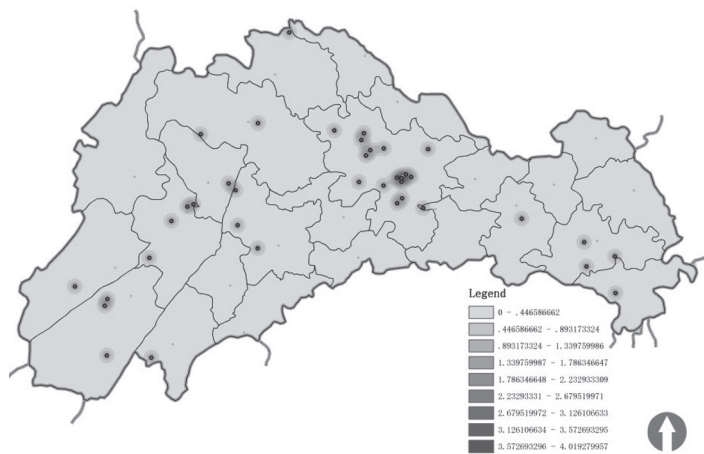 Legend
0 - .446586662
.446586662 - .893173324
.893173324 - 1.339759986
1.339759987 - 1.786346647
1.786346648 - 2.232933309
2.23293331 - 2.679519971
2.679519972 - 3.126106633
3.126106634 - 3.572693295
3.572693296 - 4.019279957